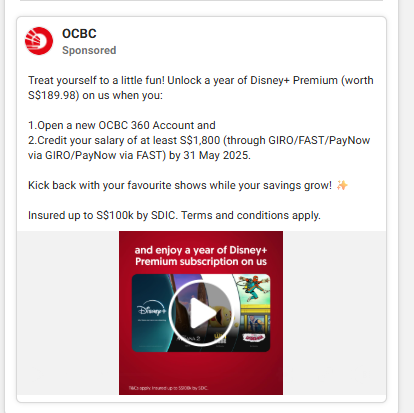 OCBC
Sponsored
Treat yourself to a little fun! Unlock a year of Disney+ Premium (worth
S$189.98) on us when you:
1.Open a new OCBC 360 Account and
2.Credit your salary of at least S$1,800 (through GIRO/FAST/PayNow
via GIRO/PayNow via FAST) by 31 May 2025.
Kick back with your favourite shows while your savings grow! ✨
Insured up to S$100k by SDIC. Terms and conditions apply.
and enjoy a year of Disney+
Premium subscription on us
Disney+
T&Cs apply. Insured up to S$100k by SDIC.